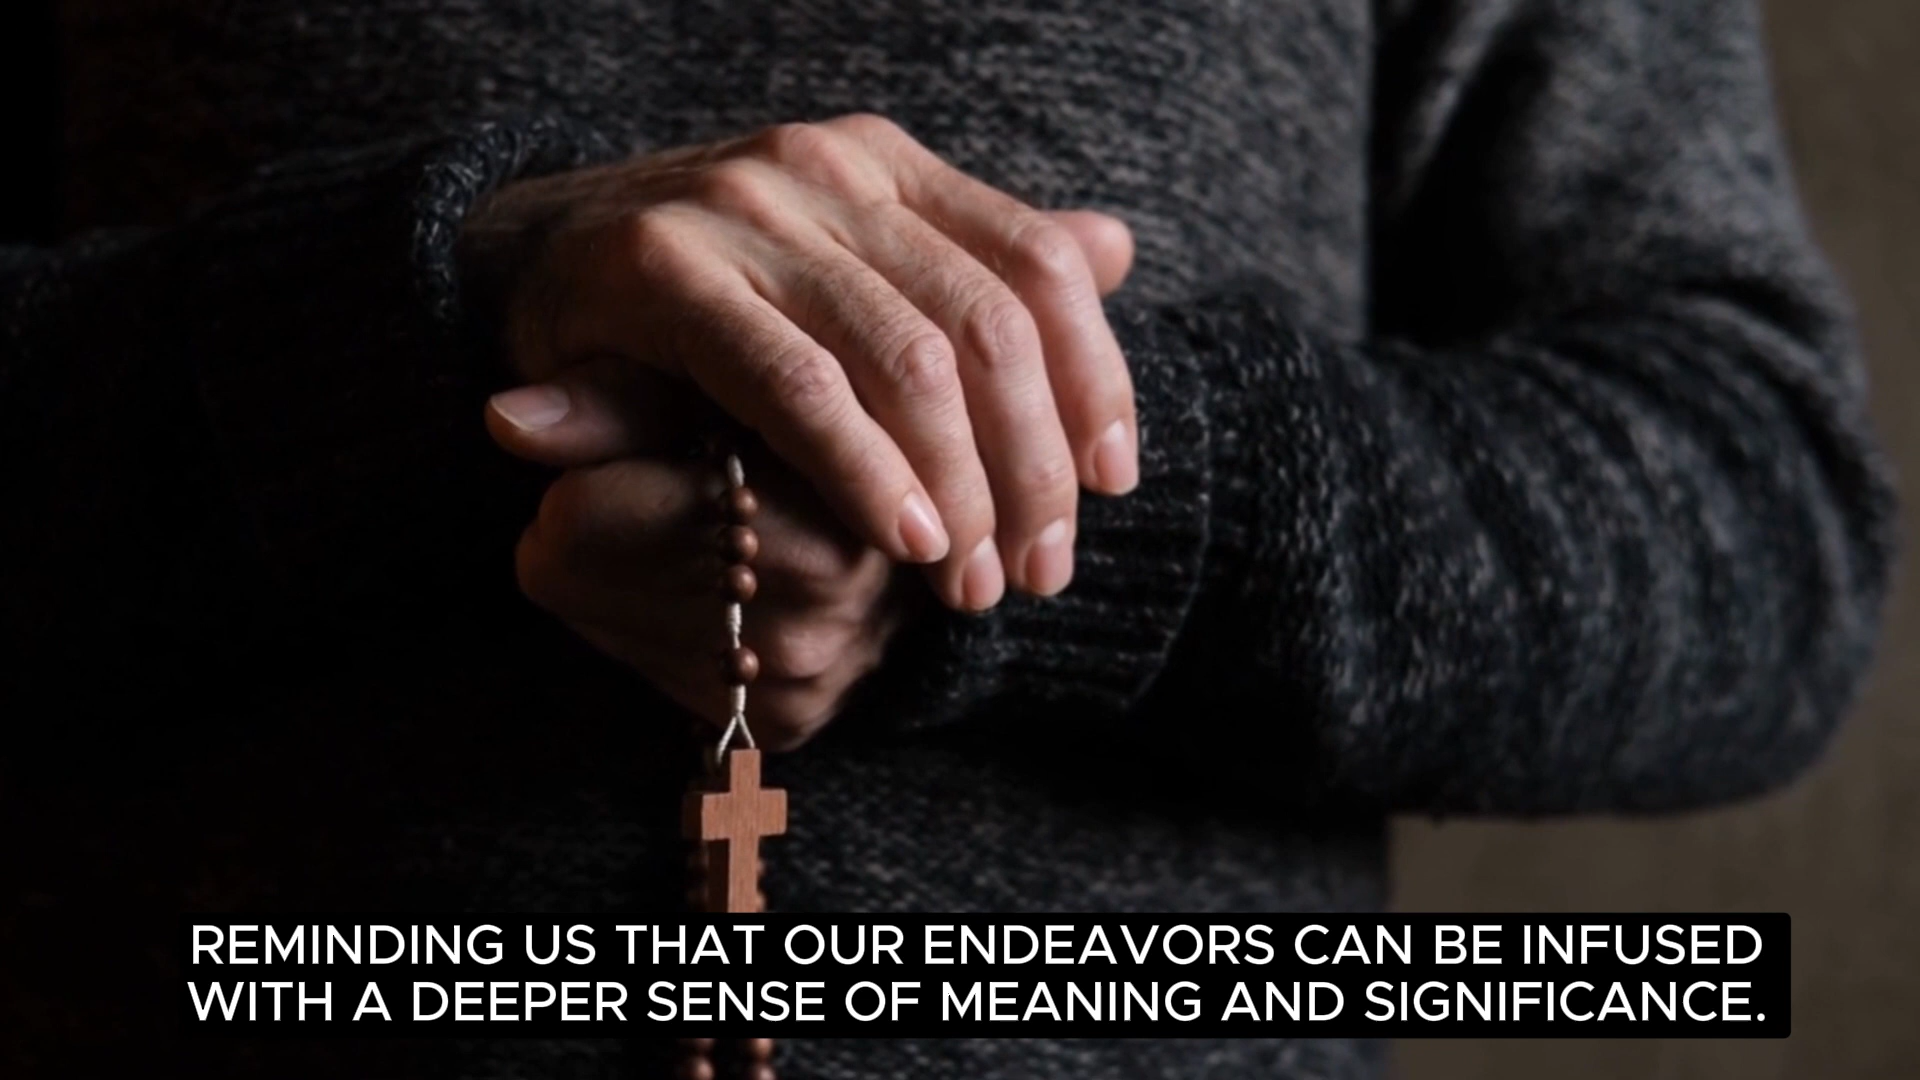 REMINDING US THAT OUR ENDEAVORS CAN BE INFUSED
WITH A DEEPER SENSE OF MEANING AND SIGNIFICANCE.